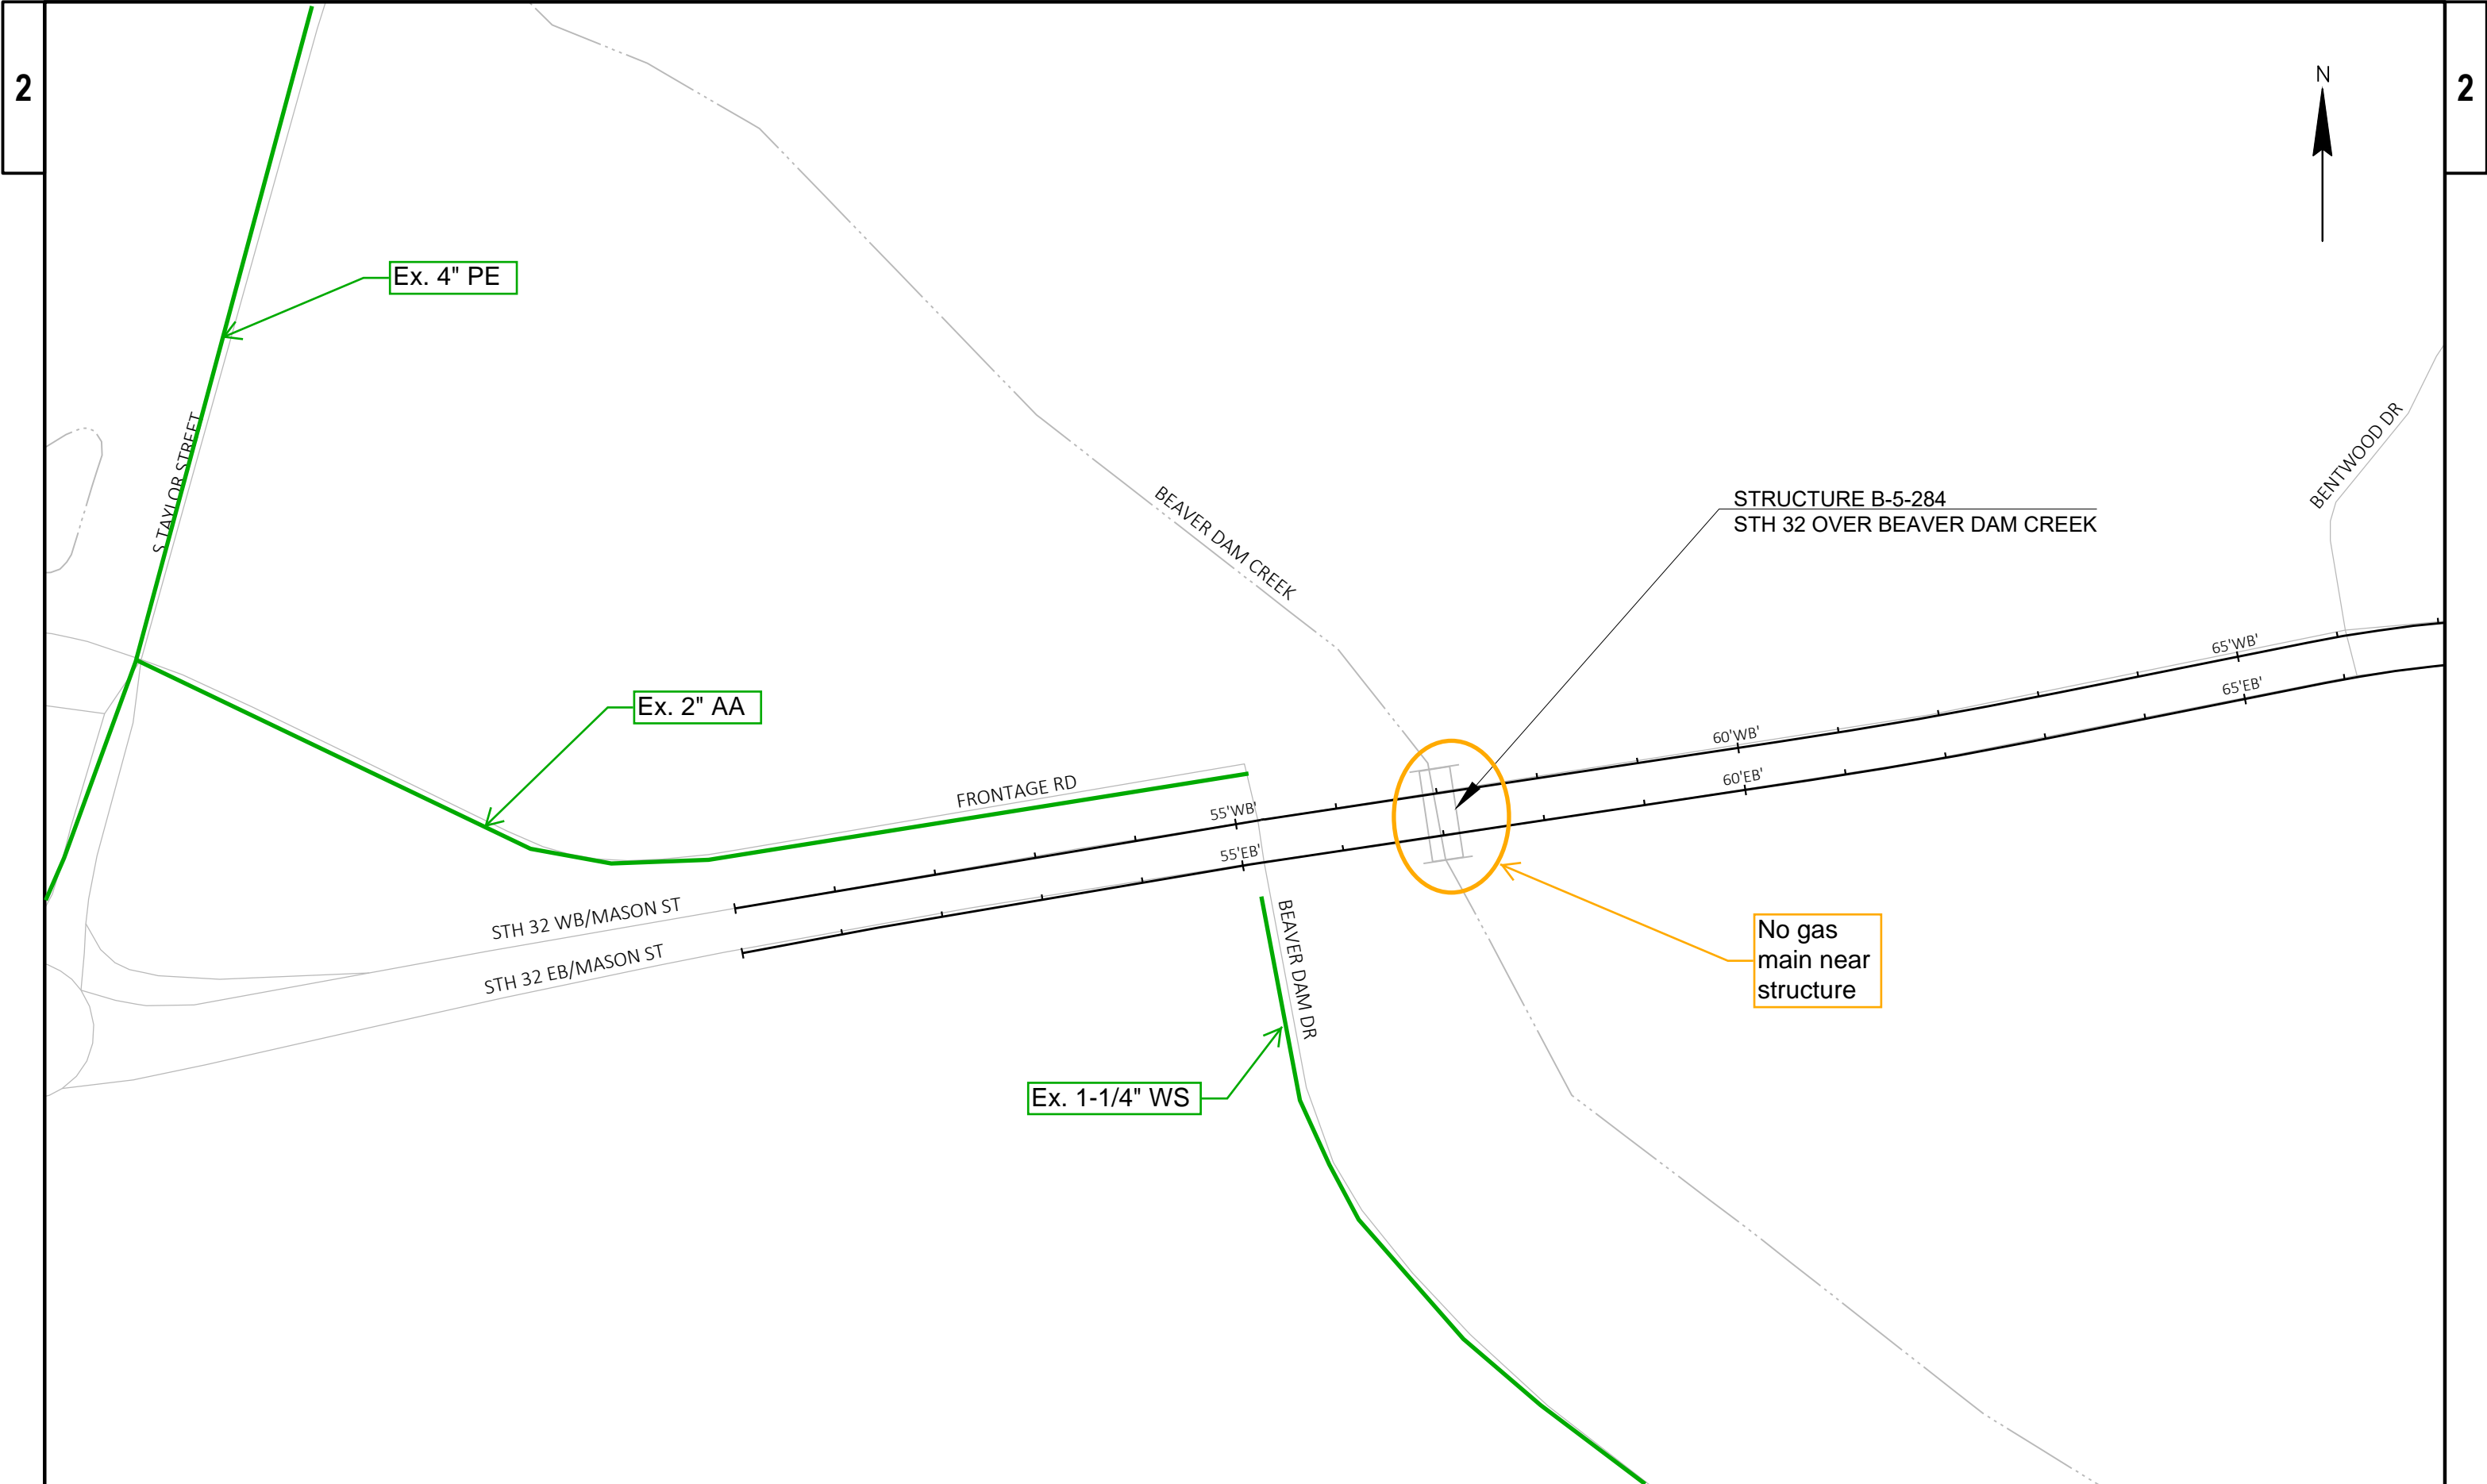 2
2
N
Ex. 4" PE
S TAYLOR STREET
BENTWOOD DR
BEAVER DAM CREEK
STRUCTURE B-5-284
STH 32 OVER BEAVER DAM CREEK
65'WB'
65'EB'
Ex. 2" AA
60'WB'
60'EB'
FRONTAGE RD
55'WB'
55'EB'
STH 32 WB/MASON ST
STH 32 EB/MASON ST
BEAVER DAM DR
No gas
main near
structure
Ex. 1-1/4" WS